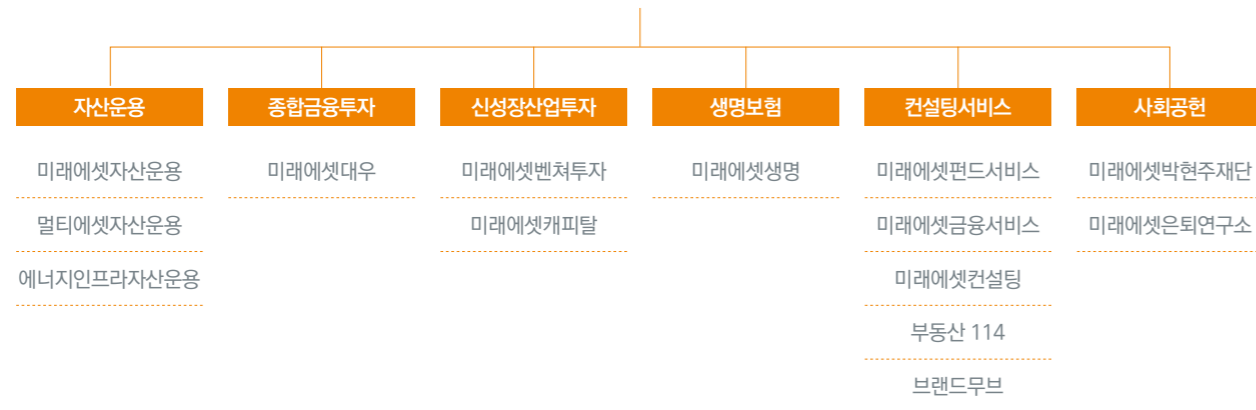 자산운용
미래에셋자산운용
멀티에셋자산운용
에너지인프라자산운용
종합금융투자
미래에셋대우
신성장산업투자
미래에셋벤쳐투자
미래에셋캐피탈
생명보험
미래에셋생명
컨설팅서비스
미래에셋펀드서비스
미래에셋금융서비스
미래에셋컨설팅
부동산 114
브랜드무브
사회공헌
미래에셋박현주재단
미래에셋은퇴연구소